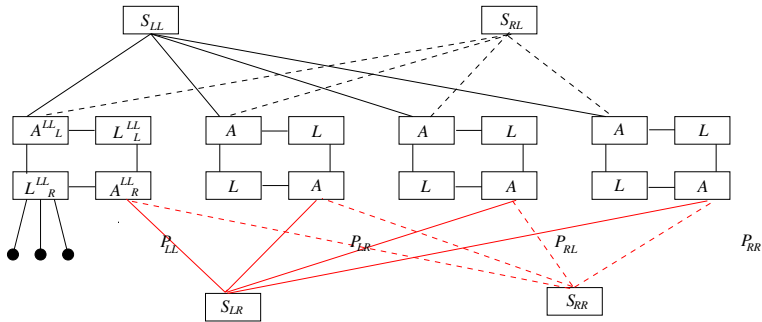 S_LL S_RL
A^LL_L L^LL_L A L A L A L
L^LL_R A^LL_R L A L A L A
P_LL P_LR P_RL P_RR
S_LR S_RR